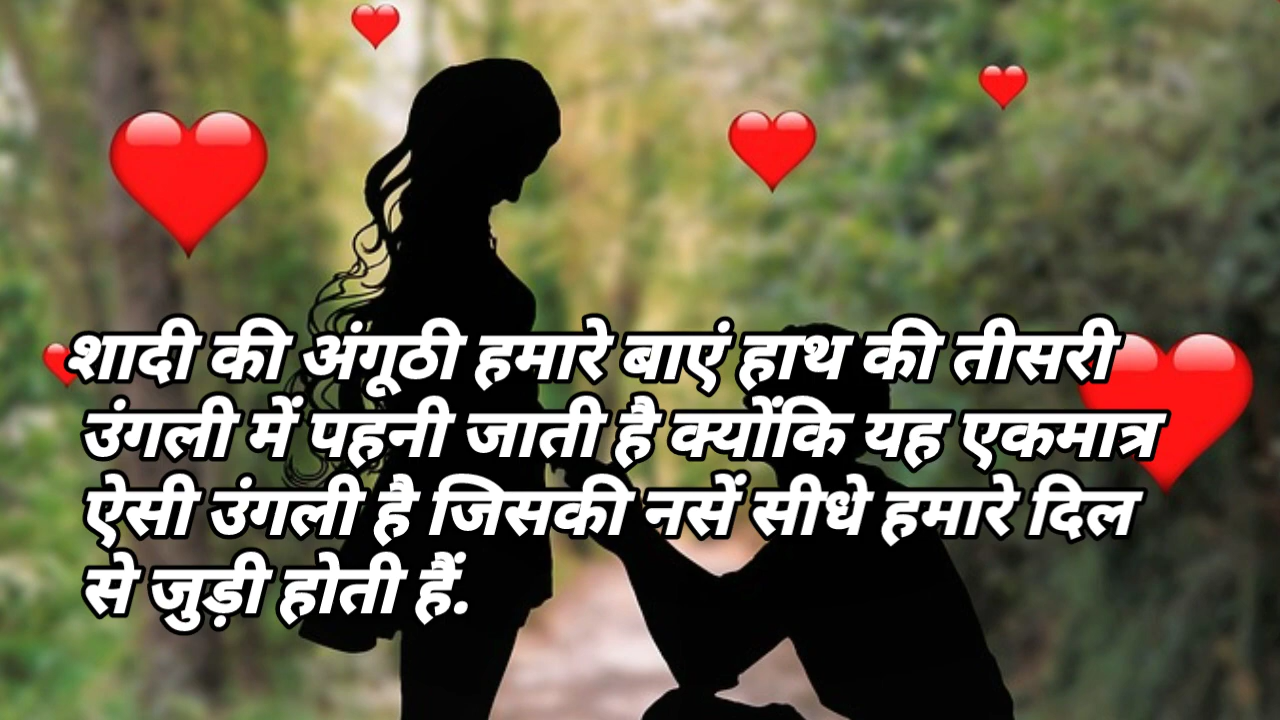 शादी की अंगूठी हमारे बाएं हाथ की तीसरी
उंगली में पहनी जाती है क्योंकि यह एकमात्र
ऐसी उंगली है जिसकी नसें सीधे हमारे दिल
से जुड़ी होती हैं.